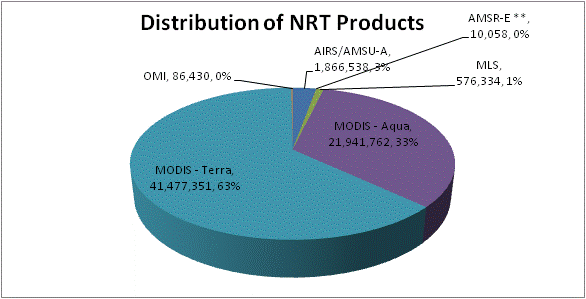 Distribution of NRT Products
AMSR-E **,
10,058, 0%
AIRS/AMSU-A,
1,866,538, 3%
OMI, 86,430, 0%
MLS,
576,334, 1%
MODIS - Aqua,
21,941,762, 33%
MODIS - Terra,
41,477,351, 63%